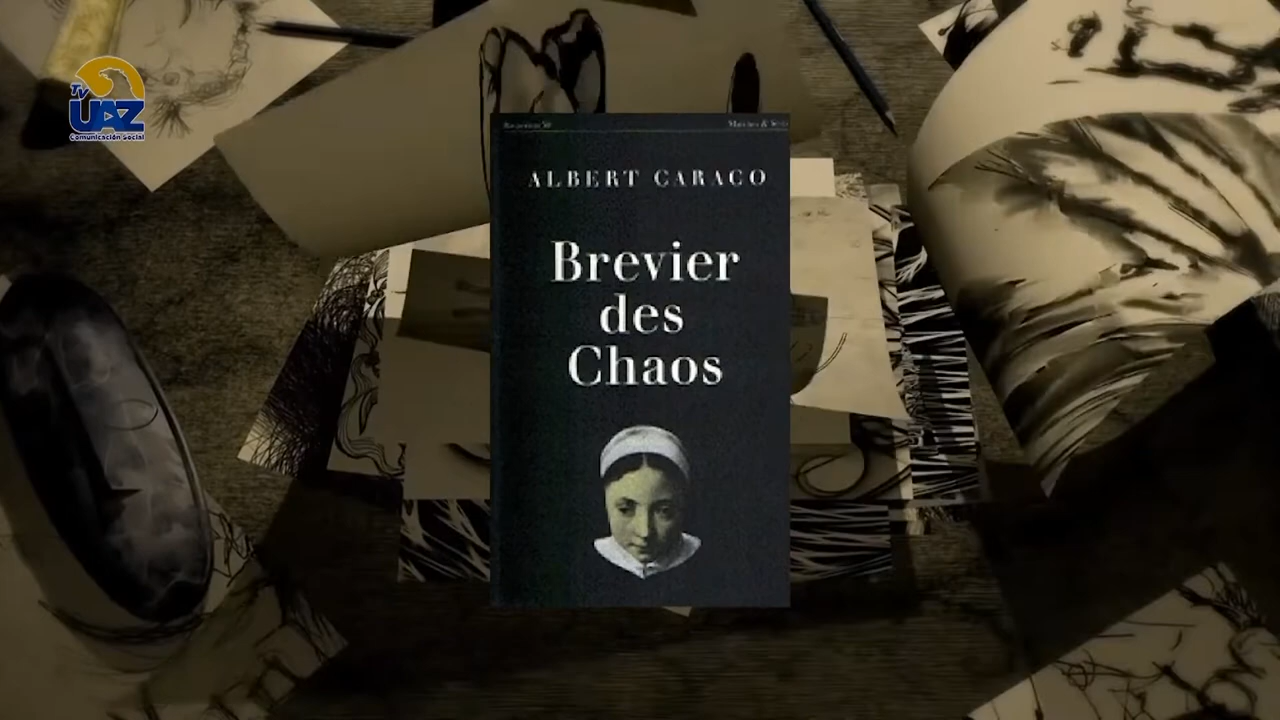 TV
UAZ
Comunicación Social
ALBERT CARACO
Brevier
des
Chaos